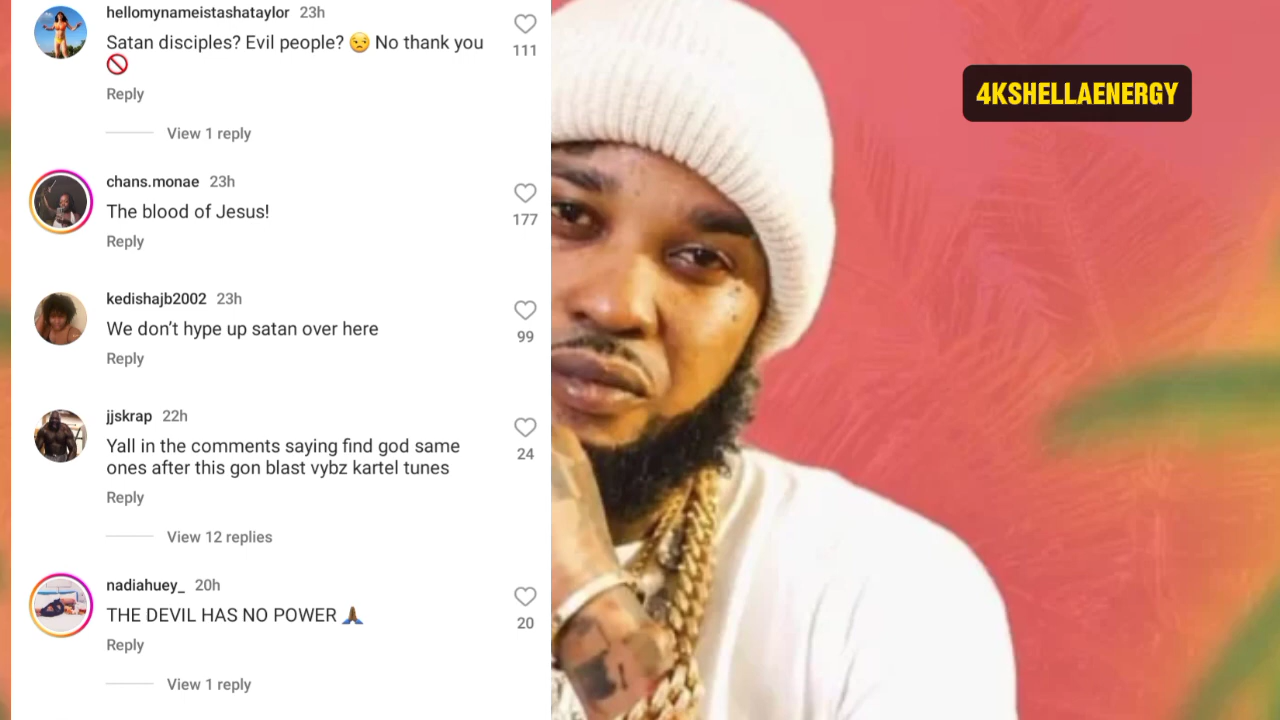 hellomynameistashataylor 23h
Satan disciples? Evil people? 😒 No thank you
🚫
111
Reply
View 1 reply
chans.monae 23h
The blood of Jesus!
177
Reply
kedishajb2002 23h
We don't hype up satan over here
99
Reply
jjskrap 22h
Yall in the comments saying find god same
ones after this gon blast vybz kartel tunes
24
Reply
View 12 replies
nadiahuey_ 20h
THE DEVIL HAS NO POWER 🙏🏾
20
Reply
View 1 reply
4KSHELLAENERGY